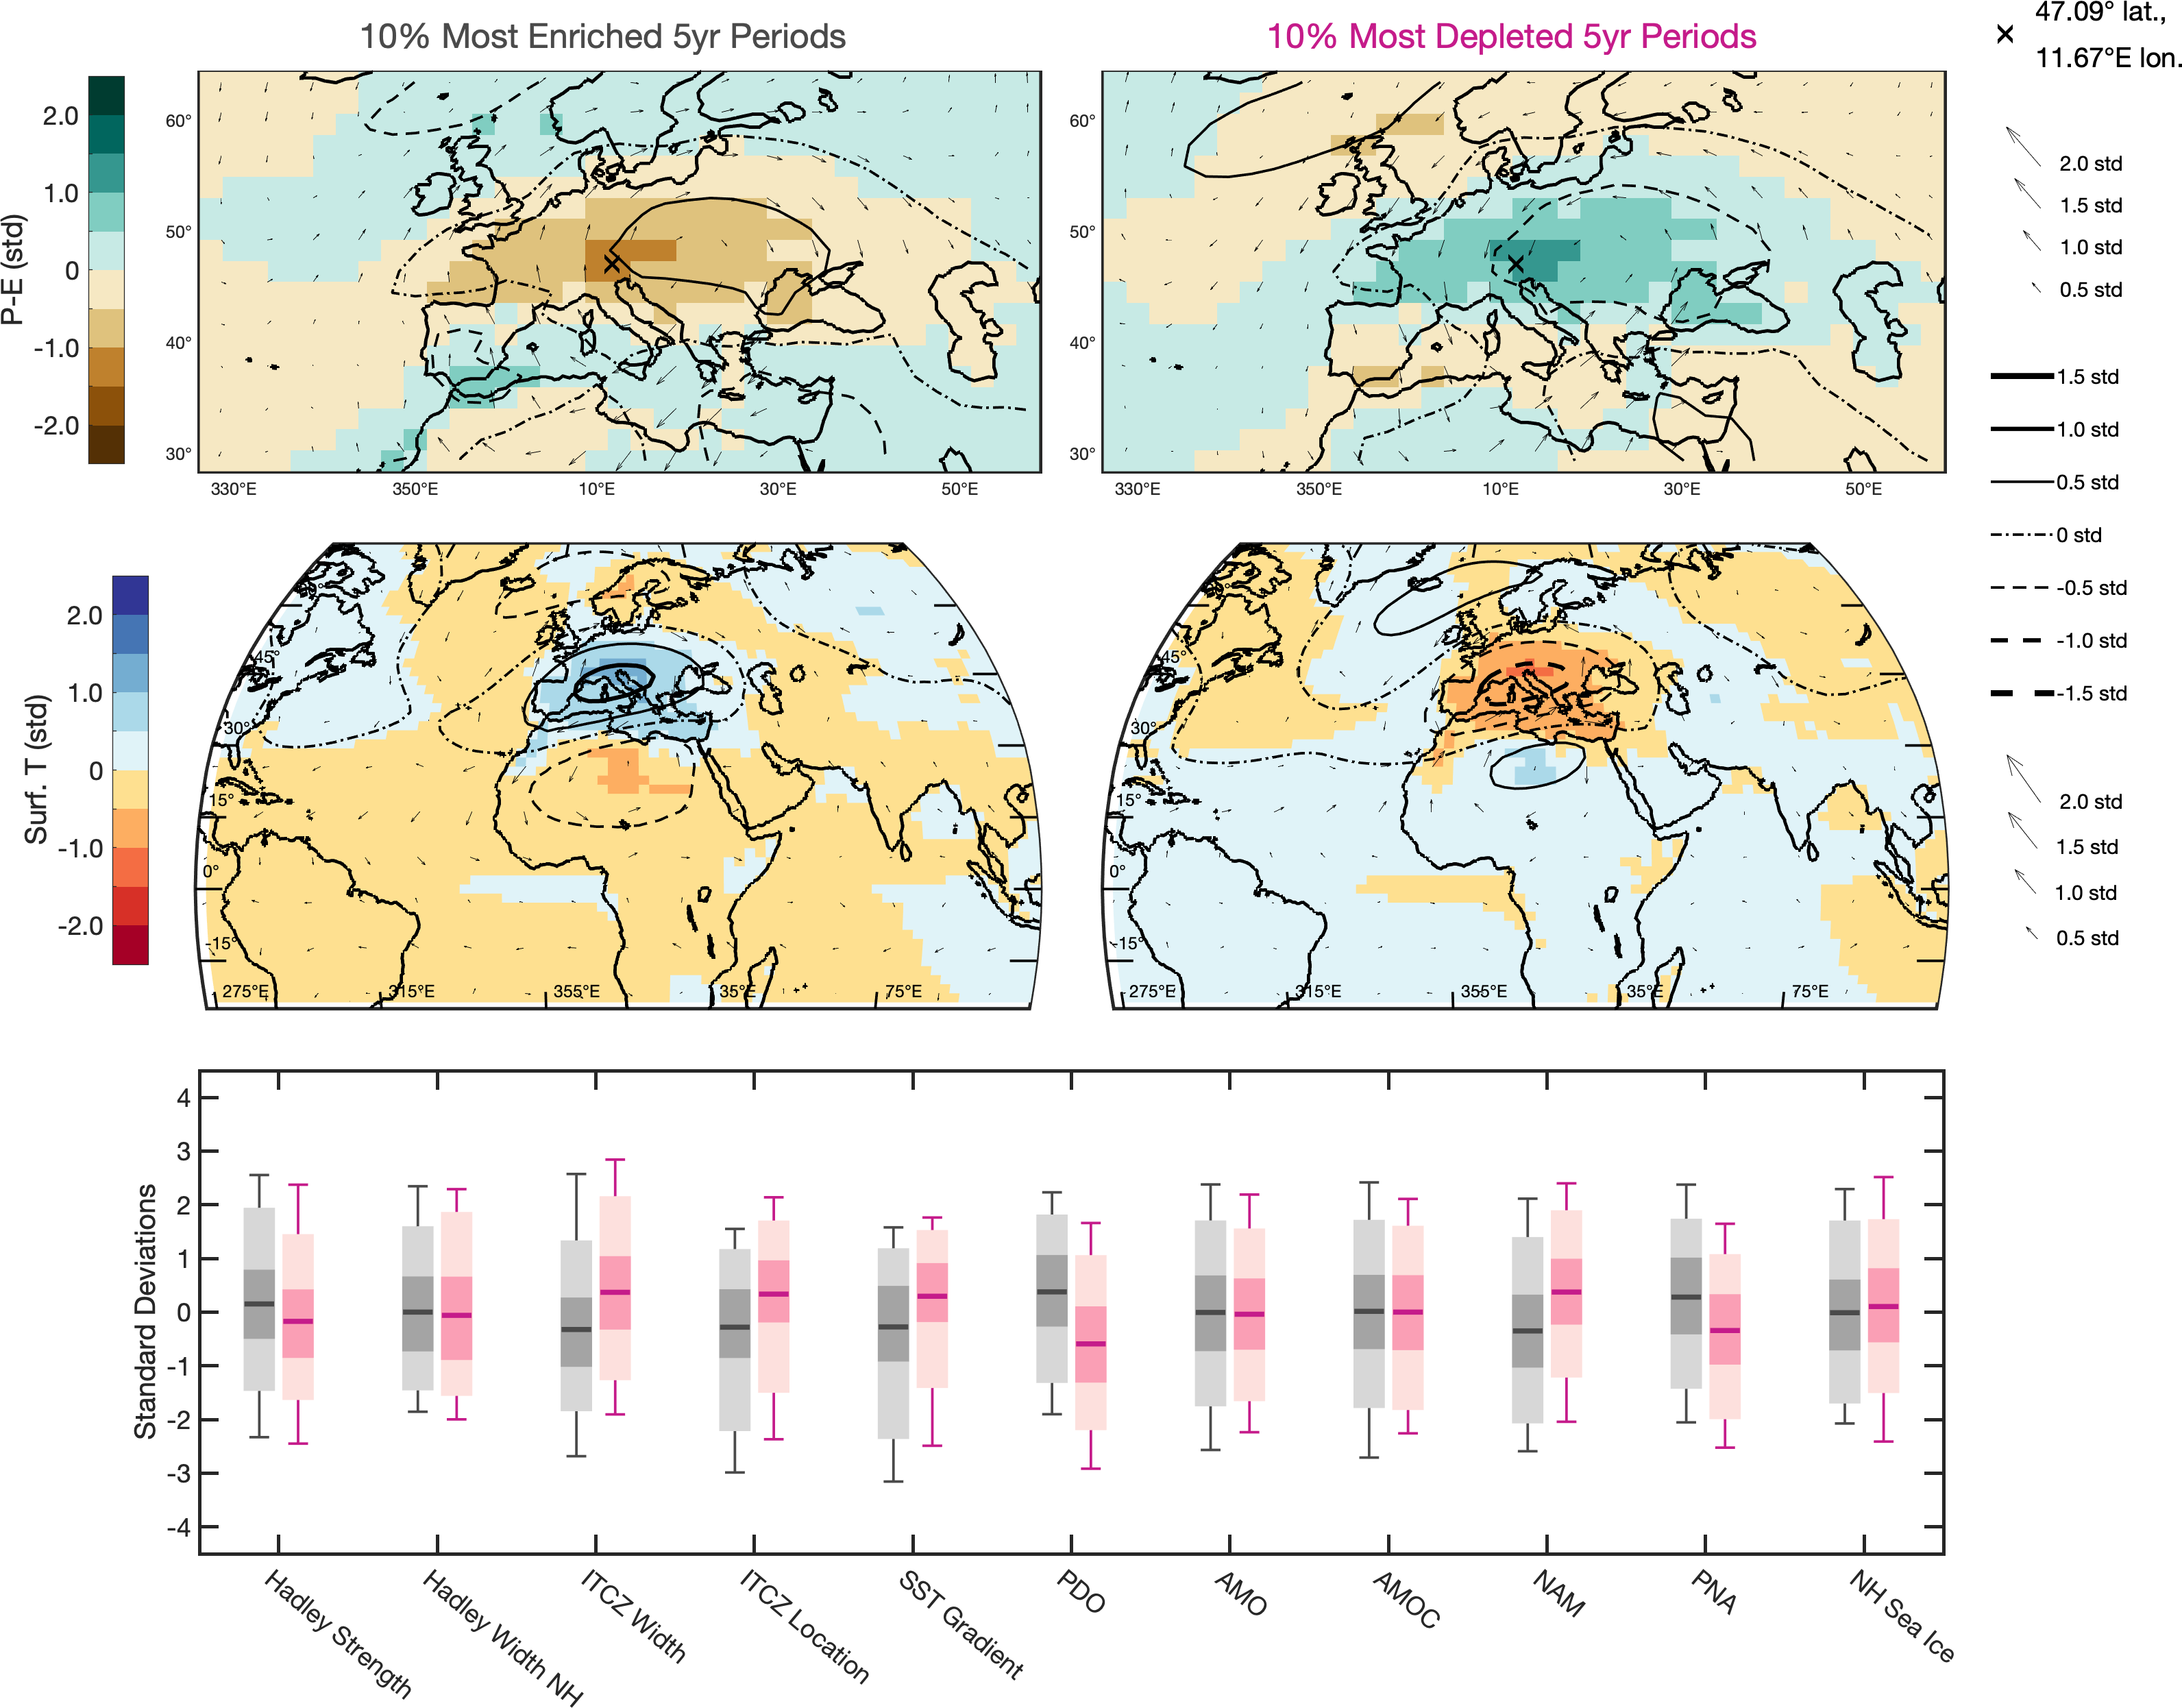 10% Most Enriched 5yr Periods
10% Most Depleted 5yr Periods
47.09° lat.,
11.67°E lon.
P-E (std)
2.0
1.0
0
-1.0
-2.0
60°
50°
40°
30°
330°E
350°E
10°E
30°E
50°E
60°
50°
40°
30°
330°E
350°E
10°E
30°E
50°E
2.0 std
1.5 std
1.0 std
0.5 std
1.5 std
1.0 std
0.5 std
0 std
-0.5 std
-1.0 std
-1.5 std
Surf. T (std)
2.0
1.0
0
-1.0
-2.0
45°
30°
15°
0°
-15°
275°E
315°E
355°E
35°E
75°E
45°
30°
15°
0°
-15°
275°E
315°E
355°E
35°E
75°E
2.0 std
1.5 std
1.0 std
0.5 std
Standard Deviations
4
3
2
1
0
-1
-2
-3
-4
Hadley Strength
Hadley Width NH
ITCZ Width
ITCZ Location
SST Gradient
PDO
AMO
AMOC
NAM
PNA
NH Sea Ice